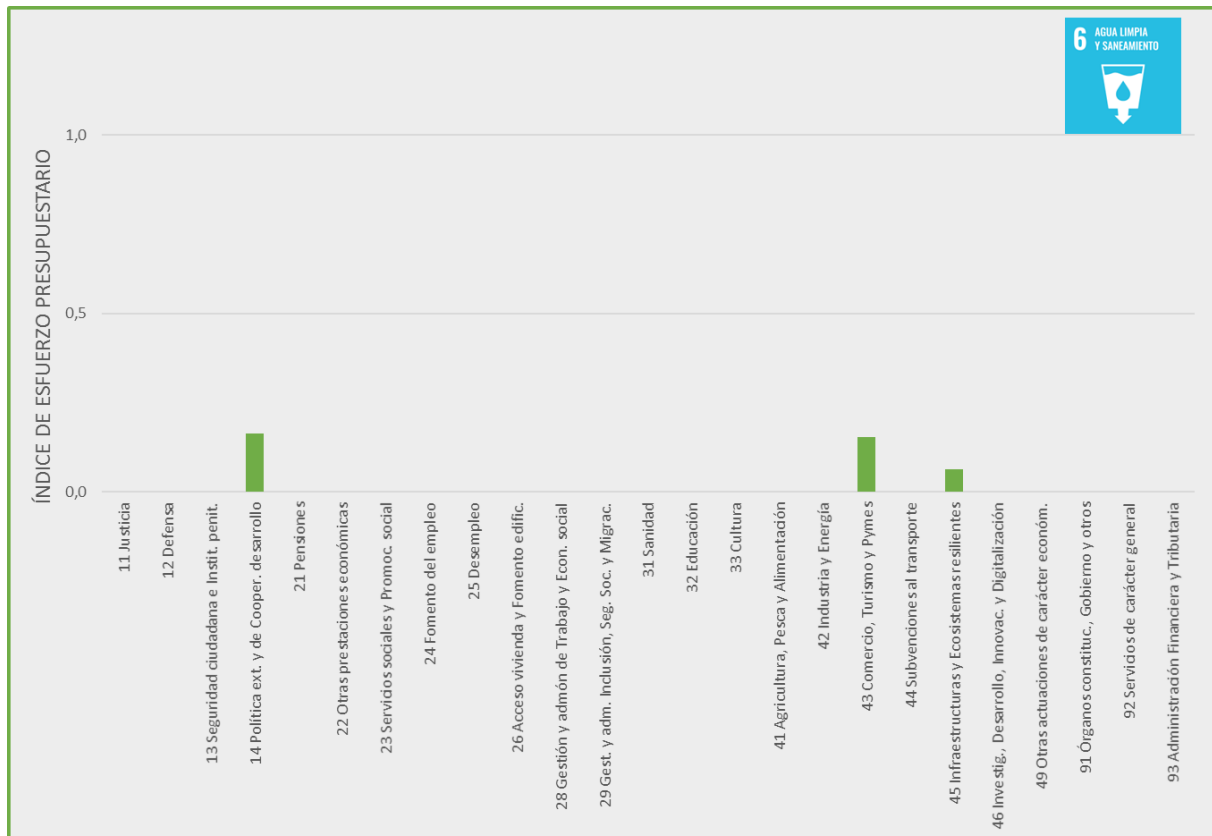 6 AGUA LIMPIA
Y SANEAMIENTO
ÍNDICE DE ESFUERZO PRESUPUESTARIO
1,0
0,5
0,0
11 Justicia
12 Defensa
13 Seguridad ciudadana e Instit. penit.
14 Política ext. y de Cooper. desarrollo
21 Pensiones
22 Otras prestaciones económicas
23 Servicios sociales y Promoc. social
24 Fomento del empleo
25 Desempleo
26 Acceso vivienda y Fomento edific.
28 Gestión y admón de Trabajo y Econ. social
29 Gest. y adm. Inclusión, Seg. Soc. y Migrac.
31 Sanidad
32 Educación
33 Cultura
41 Agricultura, Pesca y Alimentación
42 Industria y Energía
43 Comercio, Turismo y Pymes
44 Subvenciones al transporte
45 Infraestructuras y Ecosistemas resilientes
46 Investig., Desarrollo, Innovac. y Digitalización
49 Otras actuaciones de carácter económ.
91 Órganos constituc., Gobierno y otros
92 Servicios de carácter general
93 Administración Financiera y Tributaria